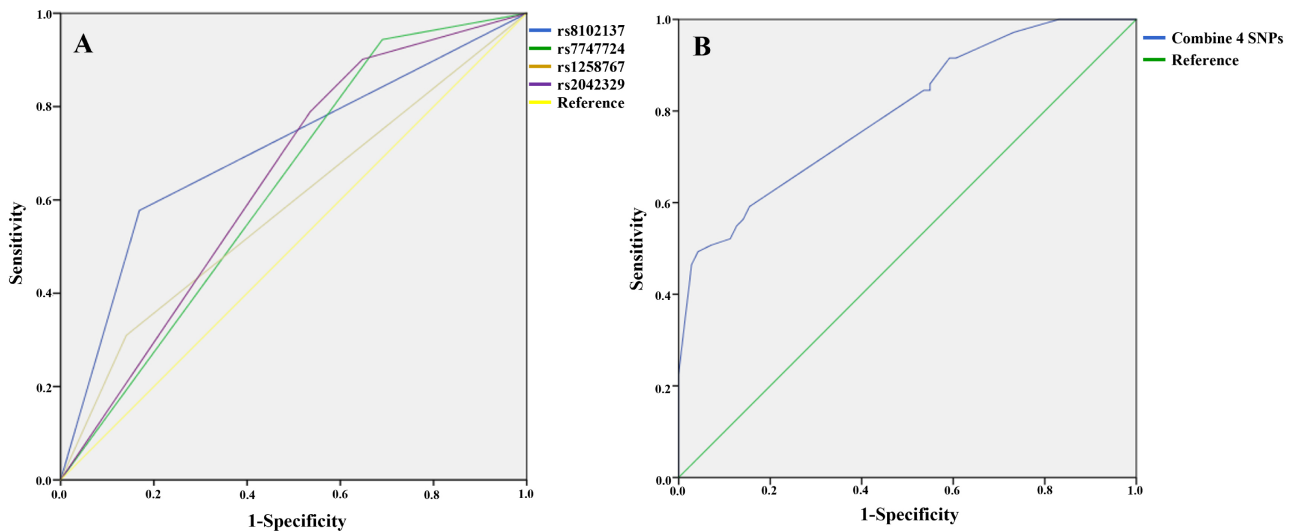 A
rs8102137
rs7747724
rs1258767
rs2042329
Reference
Sensitivity
1.0
0.8
0.6
0.4
0.2
0.0
0.0 0.2 0.4 0.6 0.8 1.0
1-Specificity
B
Combine 4 SNPs
Reference
Sensitivity
1.0
0.8
0.6
0.4
0.2
0.0
0.0 0.2 0.4 0.6 0.8 1.0
1-Specificity